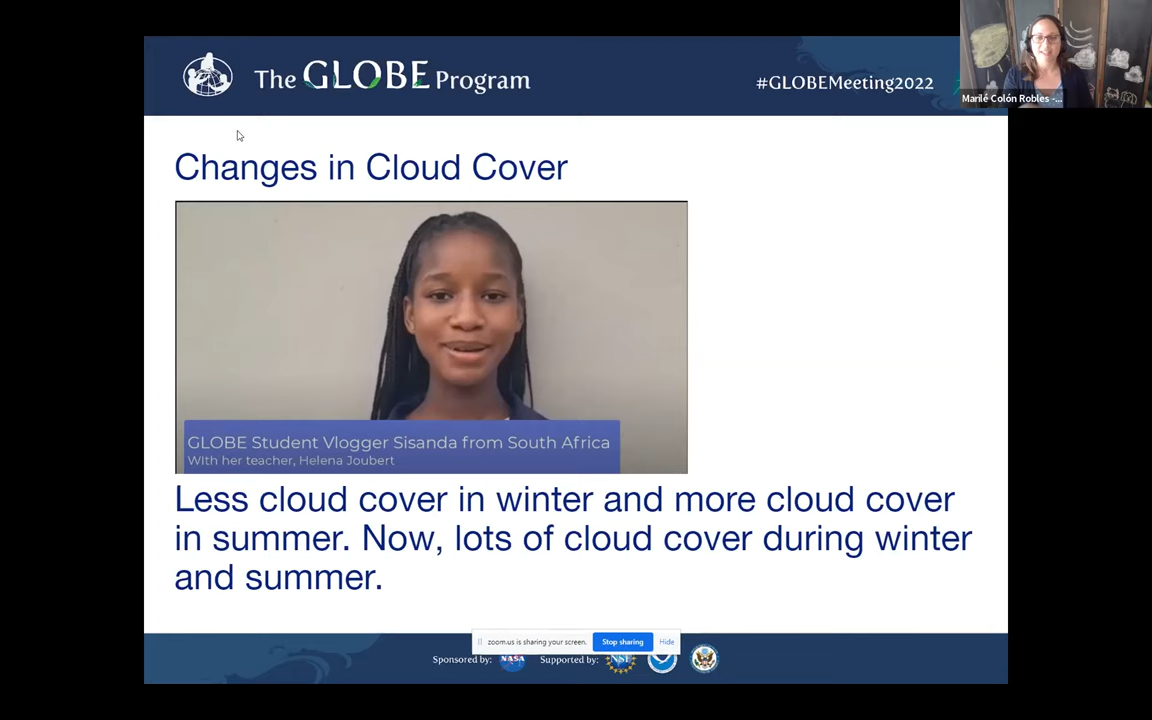 The GLOBE Program
#GLOBEMeeting2022
Marilé Colón Robles -...
Changes in Cloud Cover
GLOBE Student Vlogger Sisanda from South Africa
WIth her teacher, Helena Joubert
Less cloud cover in winter and more cloud cover
in summer. Now, lots of cloud cover during winter
and summer.
zoom.us is sharing your screen. Stop sharing Hide
Sponsored by: NASA Supported by: NSF